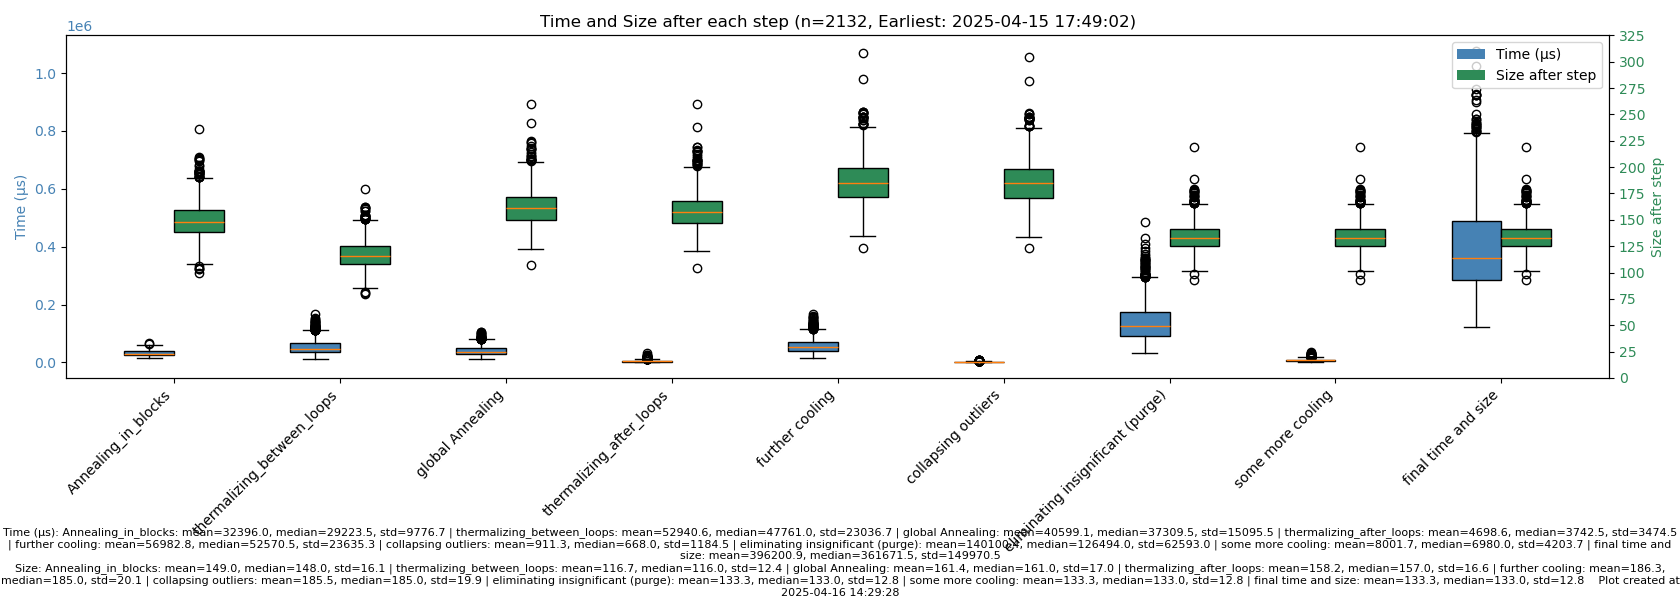 Time and Size after each step (n=2132, Earliest: 2025-04-15 17:49:02)
1e6
1.0
0.8
0.6
0.4
0.2
0.0
Time (µs)
325
300
275
250
225
200
175
150
125
100
75
50
25
0
Size after step
Time (µs)
Size after step
Annealing_in_blocks
thermalizing_between_loops
global Annealing
thermalizing_after_loops
further cooling
collapsing outliers
eliminating insignificant (purge)
some more cooling
final time and size
Time (µs): Annealing_in_blocks: mean=32396.0, median=29223.5, std=9776.7 | thermalizing_between_loops: mean=52940.6, median=47761.0, std=23036.7 | global Annealing: mean=40599.1, median=37309.5, std=15095.5 | thermalizing_after_loops: mean=4698.6, median=3742.5, std=3474.5
| further cooling: mean=56982.8, median=52570.5, std=23635.3 | collapsing outliers: mean=911.3, median=668.0, std=1184.5 | eliminating insignificant (purge): median=126494.0, std=62593.0 | some more cooling: mean=8001.7, median=6980.0, std=4203.7 | final time and
size: mean=396200.9, median=361671.5, std=149970.5
Size: Annealing_in_blocks: mean=149.0, median=148.0, std=16.1 | thermalizing_between_loops: mean=116.7, median=116.0, std=12.4 | global Annealing: mean=161.4, median=161.0, std=17.0 | thermalizing_after_loops: mean=158.2, median=157.0, std=16.6 | further cooling: mean=186.3,
median=185.0, std=20.1 | collapsing outliers: mean=185.5, median=185.0, std=19.9 | eliminating insignificant (purge): mean=133.3, median=133.0, std=12.8 | some more cooling: mean=133.3, median=133.0, std=12.8 | final time and size: mean=133.3, median=133.0, std=12.8 Plot created at
2025-04-16 14:29:28